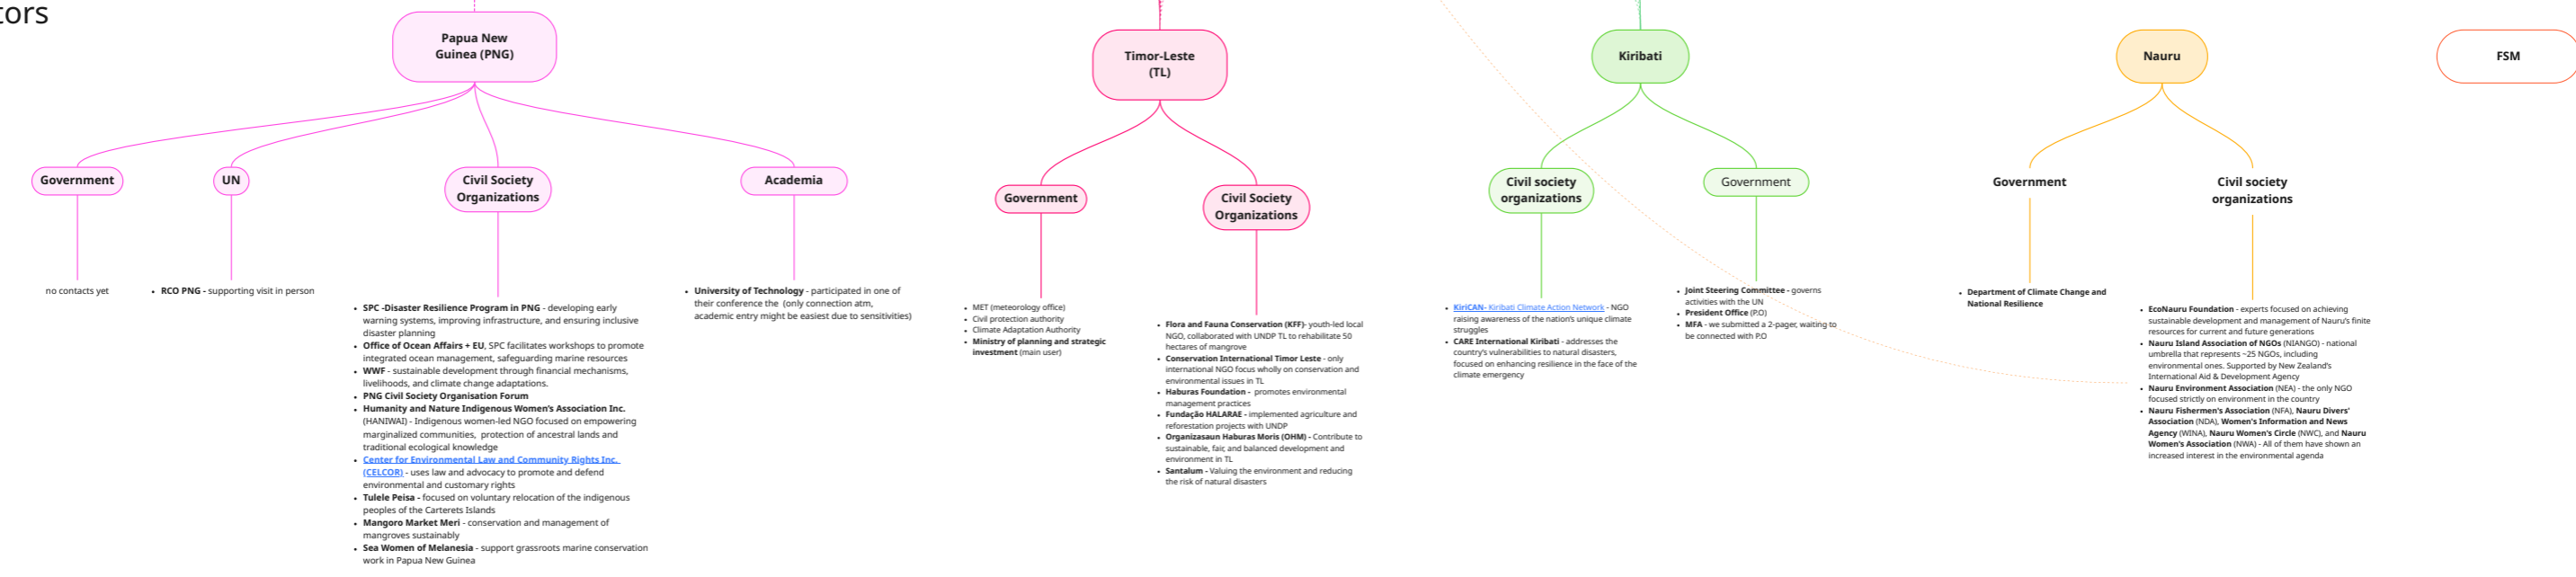 tors
Papua New
Guinea (PNG)
Government
UN
Civil Society
Organizations
Academia
no contacts yet
• RCO PNG - supporting visit in person
• SPC -Disaster Resilience Program in PNG - developing early
warning systems, improving infrastructure, and ensuring inclusive
disaster planning
• Office of Ocean Affairs + EU, SPC facilitates workshops to promote
integrated ocean management, safeguarding marine resources
• WWF - sustainable development through financial mechanisms,
livelihoods, and climate change adaptations.
• PNG Civil Society Organisation Forum
• Humanity and Nature Indigenous Women's Association Inc.
(HANIWAI) - Indigenous women-led NGO focused on empowering
marginalized communities, protection of ancestral lands and
traditional ecological knowledge
• Center for Environmental Law and Community Rights Inc.
(CELCOR) - uses law and advocacy to promote and defend
environmental and customary rights
• Tulele Peisa - focused on voluntary relocation of the indigenous
peoples of the Carterets Islands
• Mangoro Market Meri - conservation and management of
mangroves sustainably
• Sea Women of Melanesia - support grassroots marine conservation
work in Papua New Guinea
• University of Technology - participated in one of
their conference the (only connection atm,
academic entry might be easiest due to sensitivities)
Timor-Leste
(TL)
Government
Civil Society
Organizations
• MET (meteorology office)
• Civil protection authority
• Climate Adaptation Authority
• Ministry of planning and strategic
investment (main user)
• Flora and Fauna Conservation (KFF)- youth-led local
NGO, collaborated with UNDP TL to rehabilitate 50
hectares of mangrove
• Conservation International Timor Leste - only
international NGO focus wholly on conservation and
environmental issues in TL
• Haburas Foundation - promotes environmental
management practices
• Fundação HALARAE - implemented agriculture and
reforestation projects with UNDP
• Organizasaun Haburas Moris (OHM) - Contribute to
sustainable, fair, and balanced development and
environment in TL
• Santalum - Valuing the environment and reducing
the risk of natural disasters
Kiribati
Civil society
organizations
Government
• KiriCAN- Kiribati Climate Action Network - NGO
raising awareness of the nation's unique climate
struggles
• CARE International Kiribati - addresses the
country's vulnerabilities to natural disasters,
focused on enhancing resilience in the face of the
climate emergency
• Joint Steering Committee - governs
activities with the UN
• President Office (P.O)
• MFA - we submitted a 2-pager, waiting to
be connected with P.O
Nauru
Government
Civil society
organizations
• Department of Climate Change and
National Resilience
• EcoNauru Foundation - experts focused on achieving
sustainable development and management of Nauru's finite
resources for current and future generations
• Nauru Island Association of NGOs (NIANGO) - national
umbrella that represents ~25 NGOs, including
environmental ones. Supported by New Zealand's
International Aid & Development Agency
• Nauru Environment Association (NEA) - the only NGO
focused strictly on environment in the country
• Nauru Fishermen's Association (NFA), Nauru Divers'
Association (NDA), Women's Information and News
Agency (WINA), Nauru Women's Circle (NWC), and Nauru
Women's Association (NWA) - All of them have shown an
increased interest in the environmental agenda
FSM